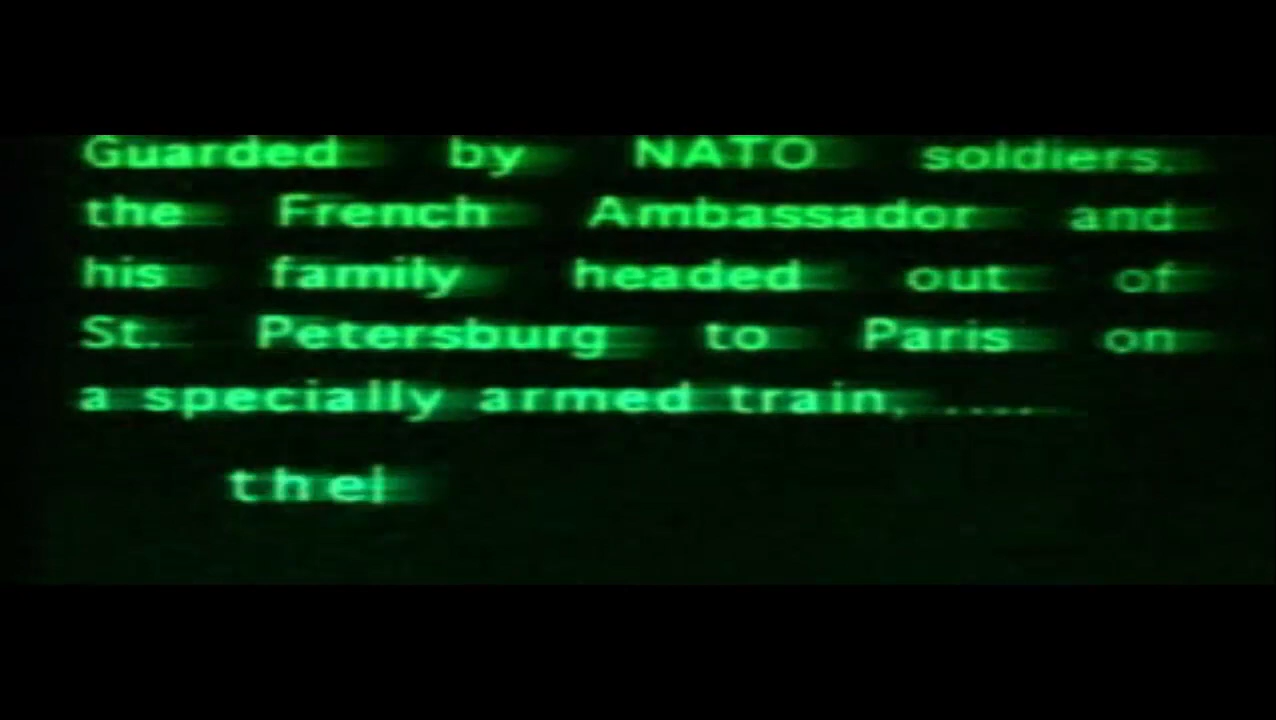 Guarded by NATO soldiers,
the French Ambassador and
his family headed out of
St. Petersburg to Paris on
a specially armed train, ....
the